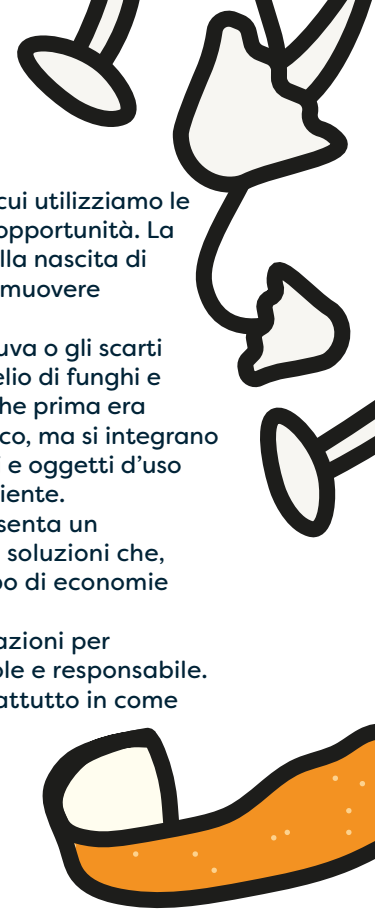 cui utilizziamo le
opportunità. La
lla nascita di
muovere
uva o gli scarti
elio di funghi e
he prima era
co, ma si integrano
i e oggetti d’uso
iente.
senta un
soluzioni che,
po di economie
azioni per
ole e responsabile.
attutto in come